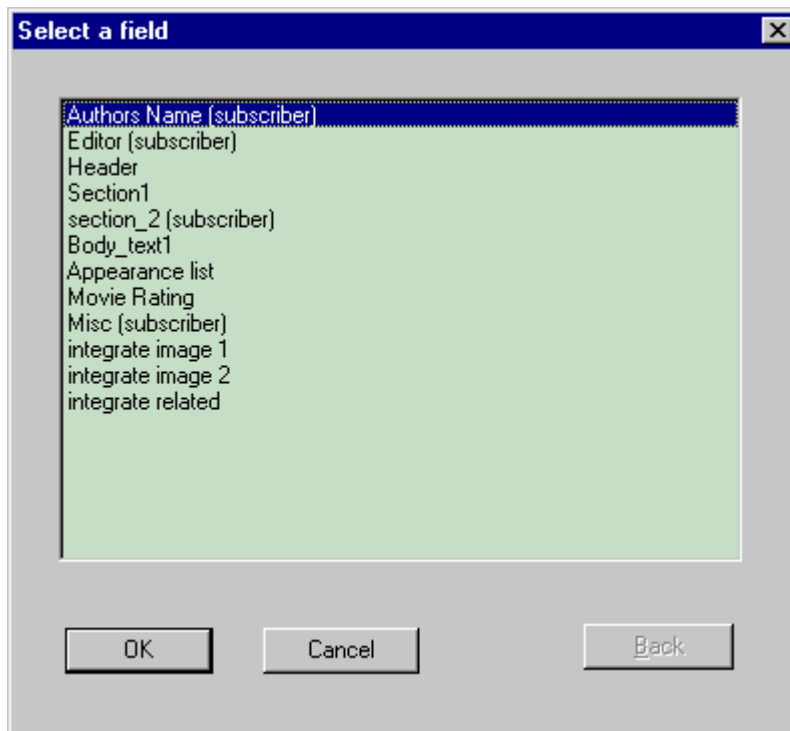 Select a field
Authors Name (subscriber)
Editor (subscriber)
Header
Section1
section_2 (subscriber)
Body_text1
Appearance list
Movie Rating
Misc (subscriber)
integrate image 1
integrate image 2
integrate related
OK
Cancel
Back